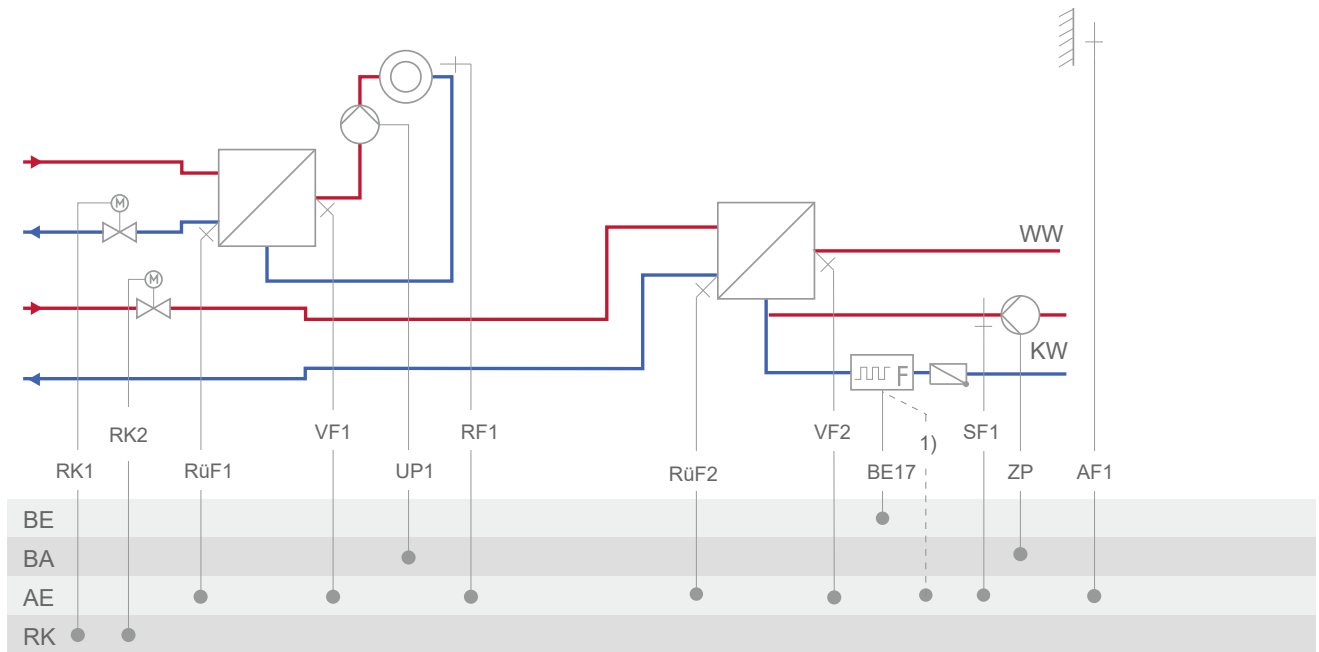 M
M
WW
KW
F
RK2
VF1
RF1
VF2
1)
SF1
RK1
RüF1
UP1
RüF2
BE17
ZP
AF1
BE
BA
AE
RK